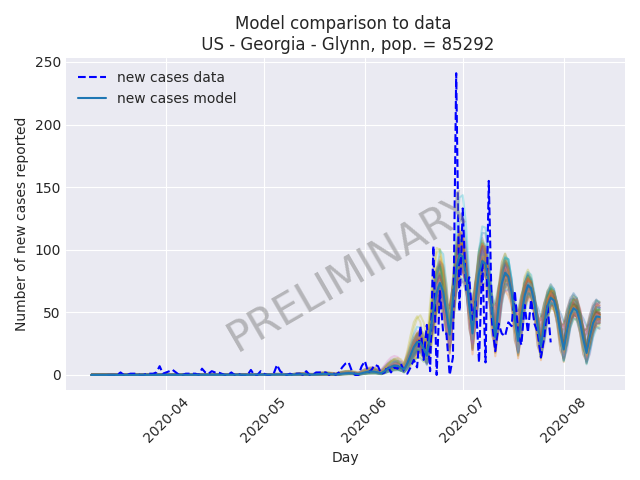 Model comparison to data
US - Georgia - Glynn, pop. = 85292
new cases data
new cases model
PRELIMINARY
Number of new cases reported
250
200
150
100
50
0
2020-04
2020-05
2020-06
2020-07
2020-08
Day